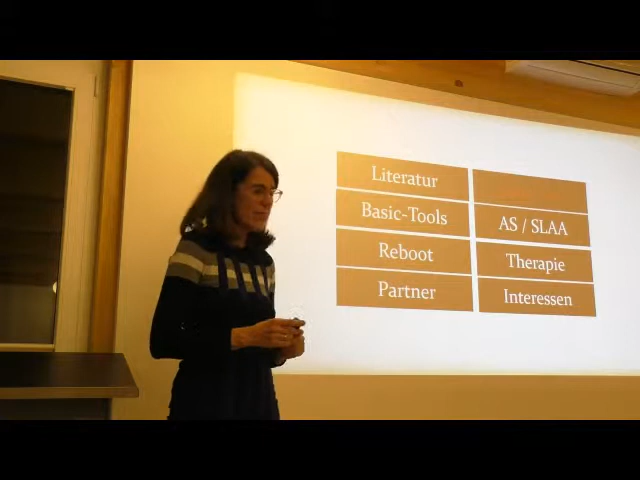 Literatur
Basic-Tools
Reboot
Partner
AS / SLAA
Therapie
Interessen